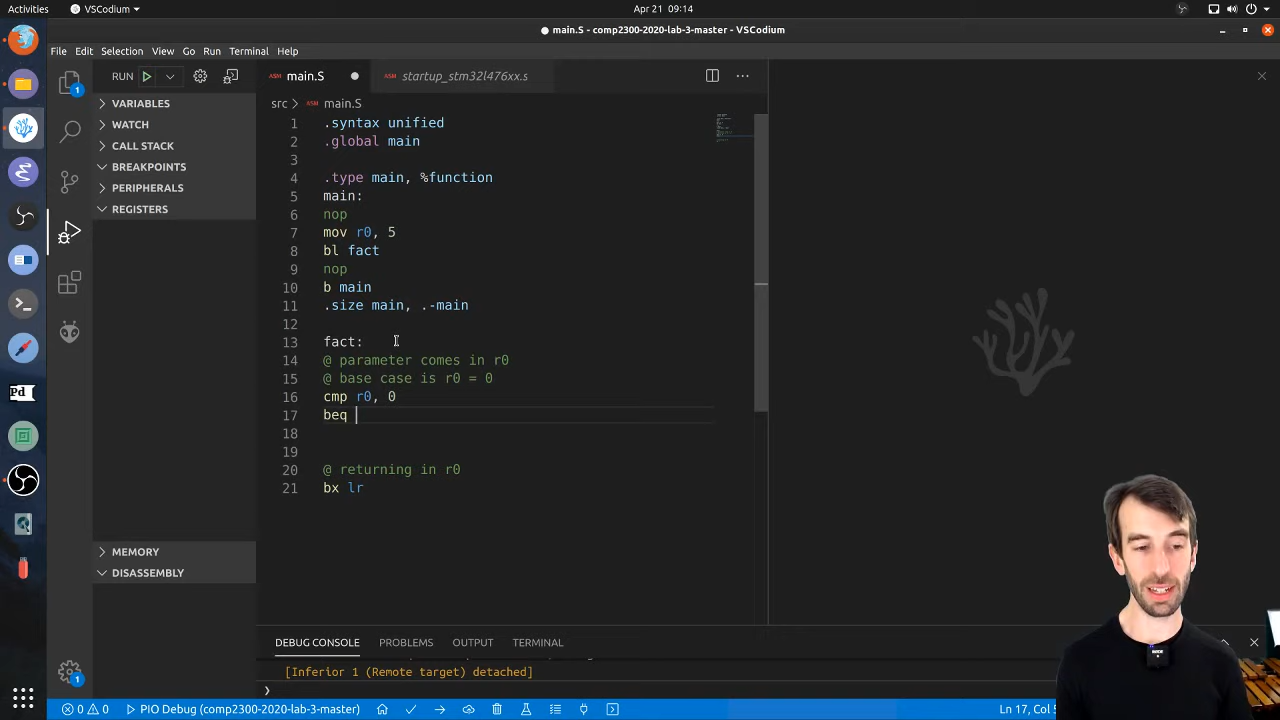 Activities
VSCodium
Apr 21 09:14
main.S - comp2300-2020-lab-3-master - VSCodium
File Edit Selection View Go Run Terminal Help
RUN
main.S
startup_stm32l476xx.s
VARIABLES
WATCH
CALL STACK
BREAKPOINTS
PERIPHERALS
REGISTERS
MEMORY
DISASSEMBLY
src > main.S
1 .syntax unified
2 .global main
3
4 .type main, %function
5 main:
6 nop
7 mov r0, 5
8 bl fact
9 nop
10 b main
11 .size main, .-main
12
13 fact:
14 @ parameter comes in r0
15 @ base case is r0 = 0
16 cmp r0, 0
17 beq
18
19
20 @ returning in r0
21 bx lr
DEBUG CONSOLE PROBLEMS OUTPUT TERMINAL
[Inferior 1 (Remote target) detached]
0 0 PIO Debug (comp2300-2020-lab-3-master)
Ln 17, Col